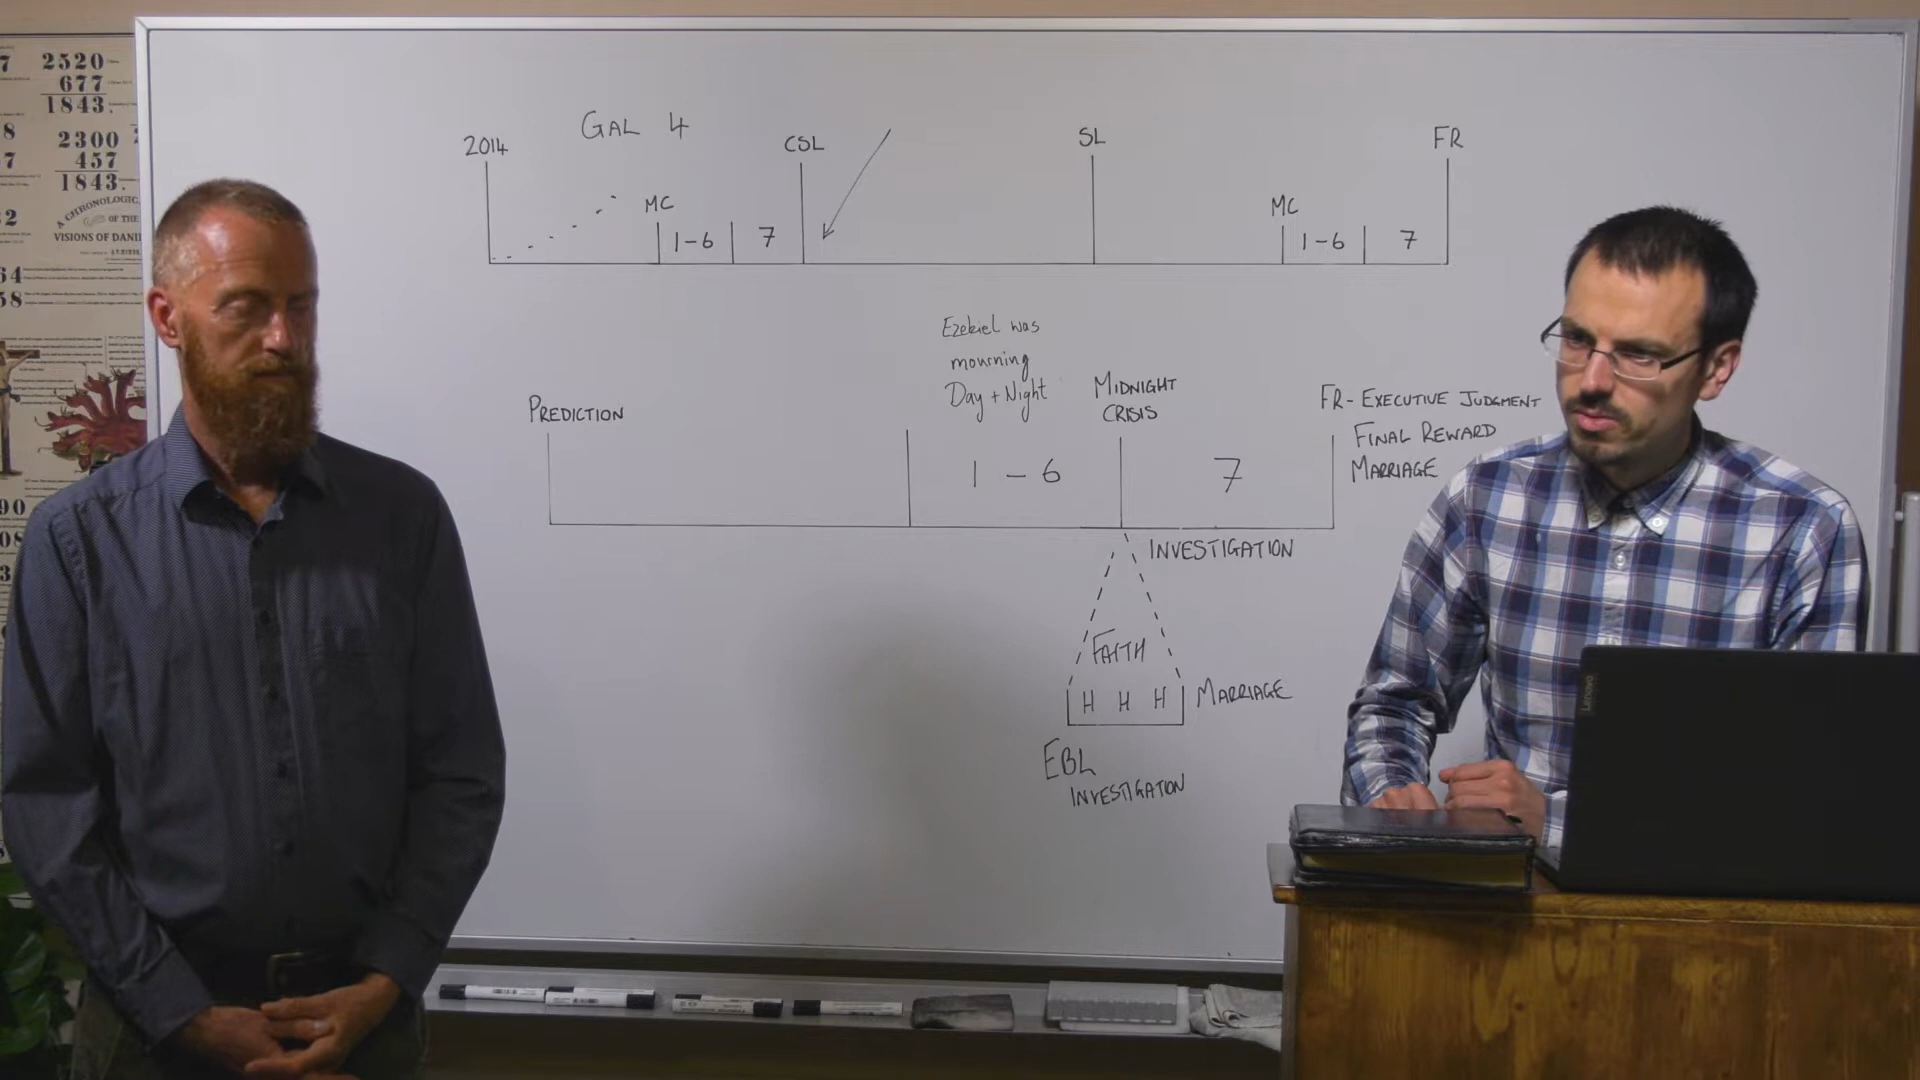 2520
677
1843.
2300
457
1843.
A CHRONOLOGIC
OF THE
VISIONS OF DANI
GAL 4
2014
CSL
SL
FR
MC
1-6
7
MC
1-6
7
Ezekiel was
mourning
Day + Night
PREDICTION
MIDNIGHT
CRISIS
FR- EXECUTIVE JUDGMENT
FINAL REWARD
MARRIAGE
1 - 6
7
INVESTIGATION
FAITH
H H H
MARRIAGE
EBL
INVESTIGATION
Lenovo